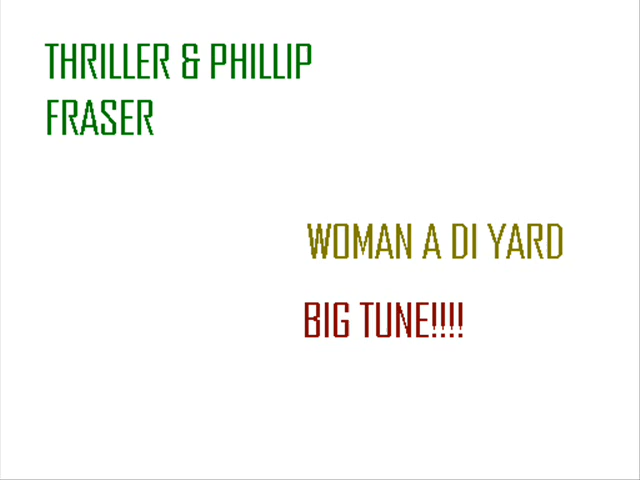 THRILLER & PHILLIP
FRASER
WOMAN A DI YARD
BIG TUNE!!!!